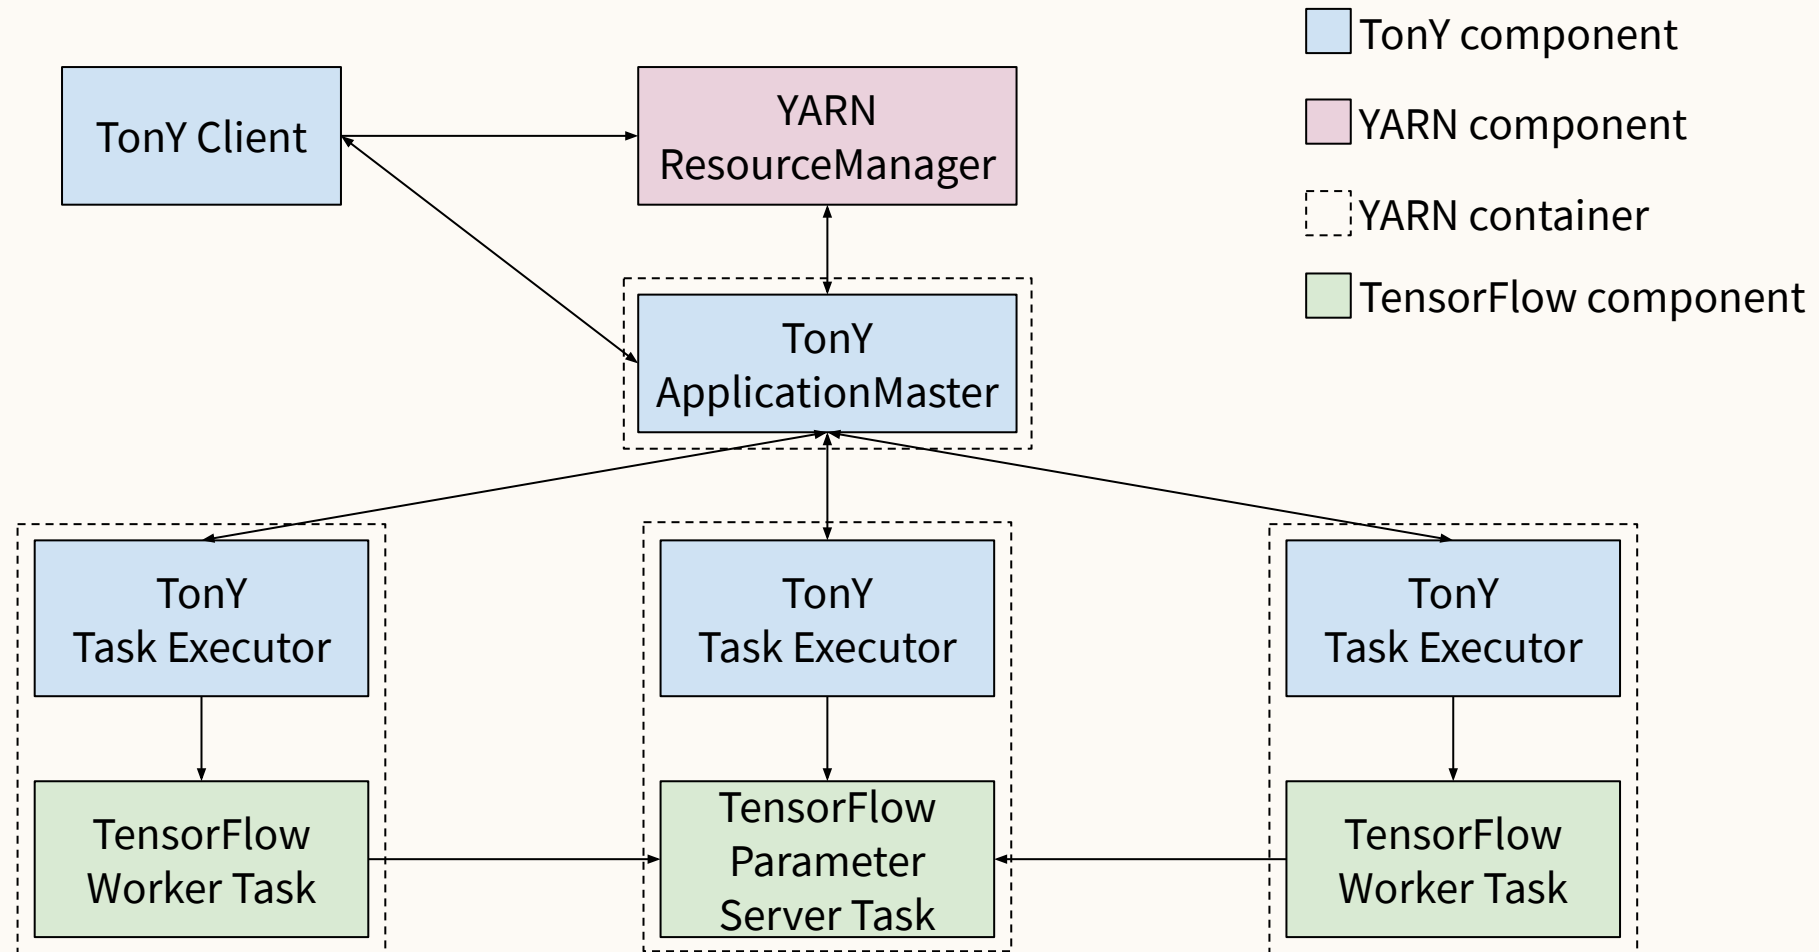 TonY component
YARN component
YARN container
TensorFlow component
TonY Client
YARN
ResourceManager
TonY
ApplicationMaster
TonY
Task Executor
TonY
Task Executor
TonY
Task Executor
TensorFlow
Worker Task
TensorFlow
Parameter
Server Task
TensorFlow
Worker Task